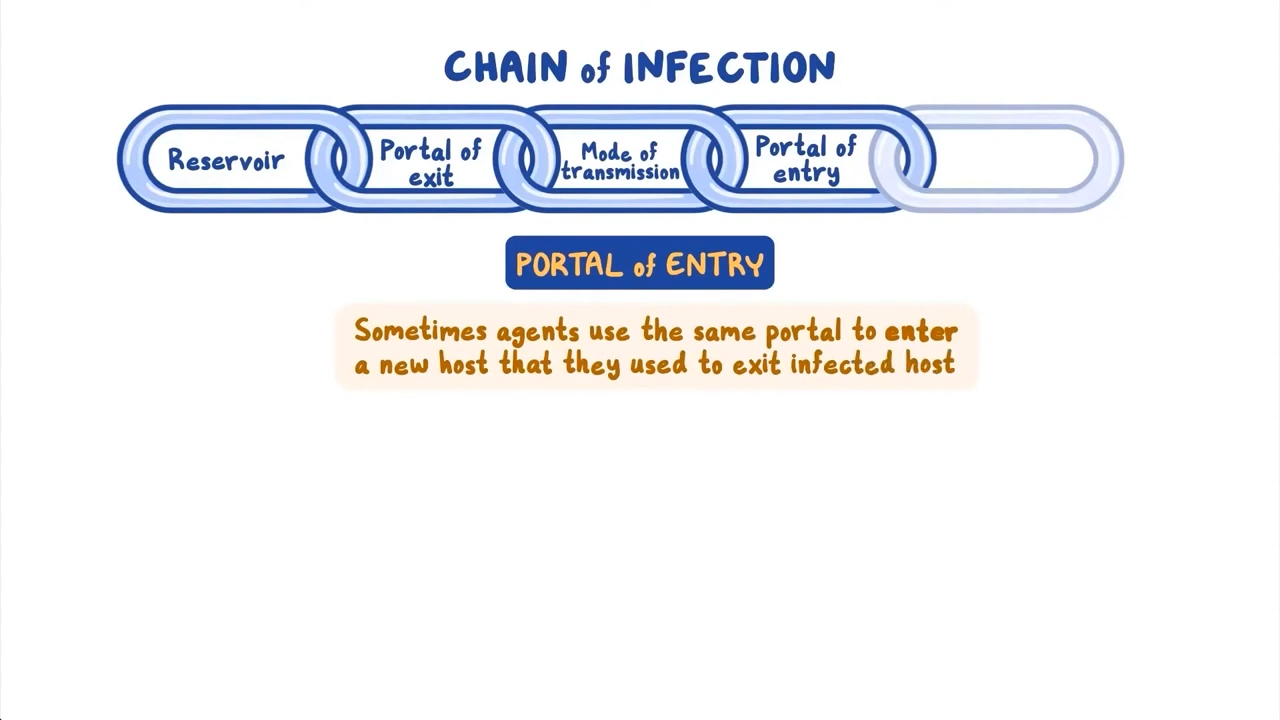 CHAIN of INFECTION
Reservoir
Portal of
exit
Mode of
transmission
Portal of
entry
PORTAL of ENTRY
Sometimes agents use the same portal to enter
a new host that they used to exit infected host